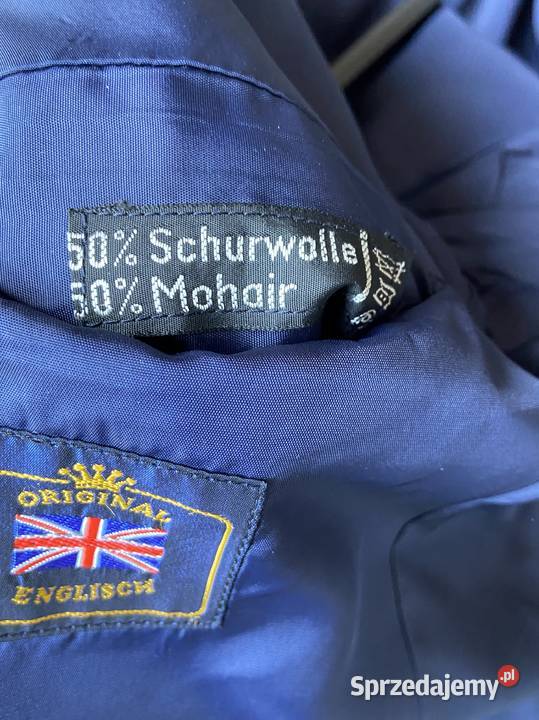 50% Schurwolle
50% Mohair
ORIGINAL
ENGLISCH
Sprzedajemy.pl